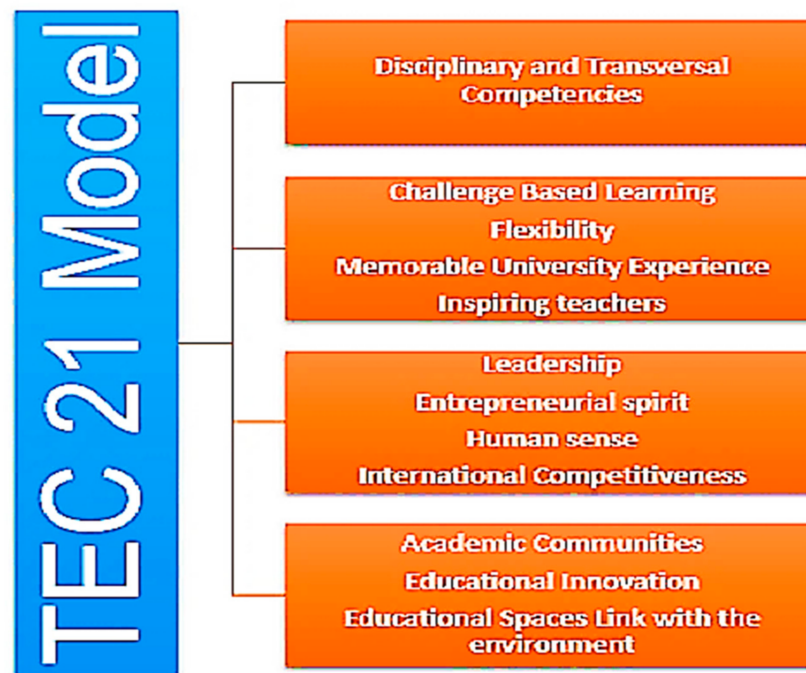 TEC 21 Model
Disciplinary and Transversal
Competencies
Challenge Based Learning
Flexibility
Memorable University Experience
Inspiring teachers
Leadership
Entrepreneurial spirit
Human sense
International Competitiveness
Academic Communities
Educational Innovation
Educational Spaces Link with the
environment